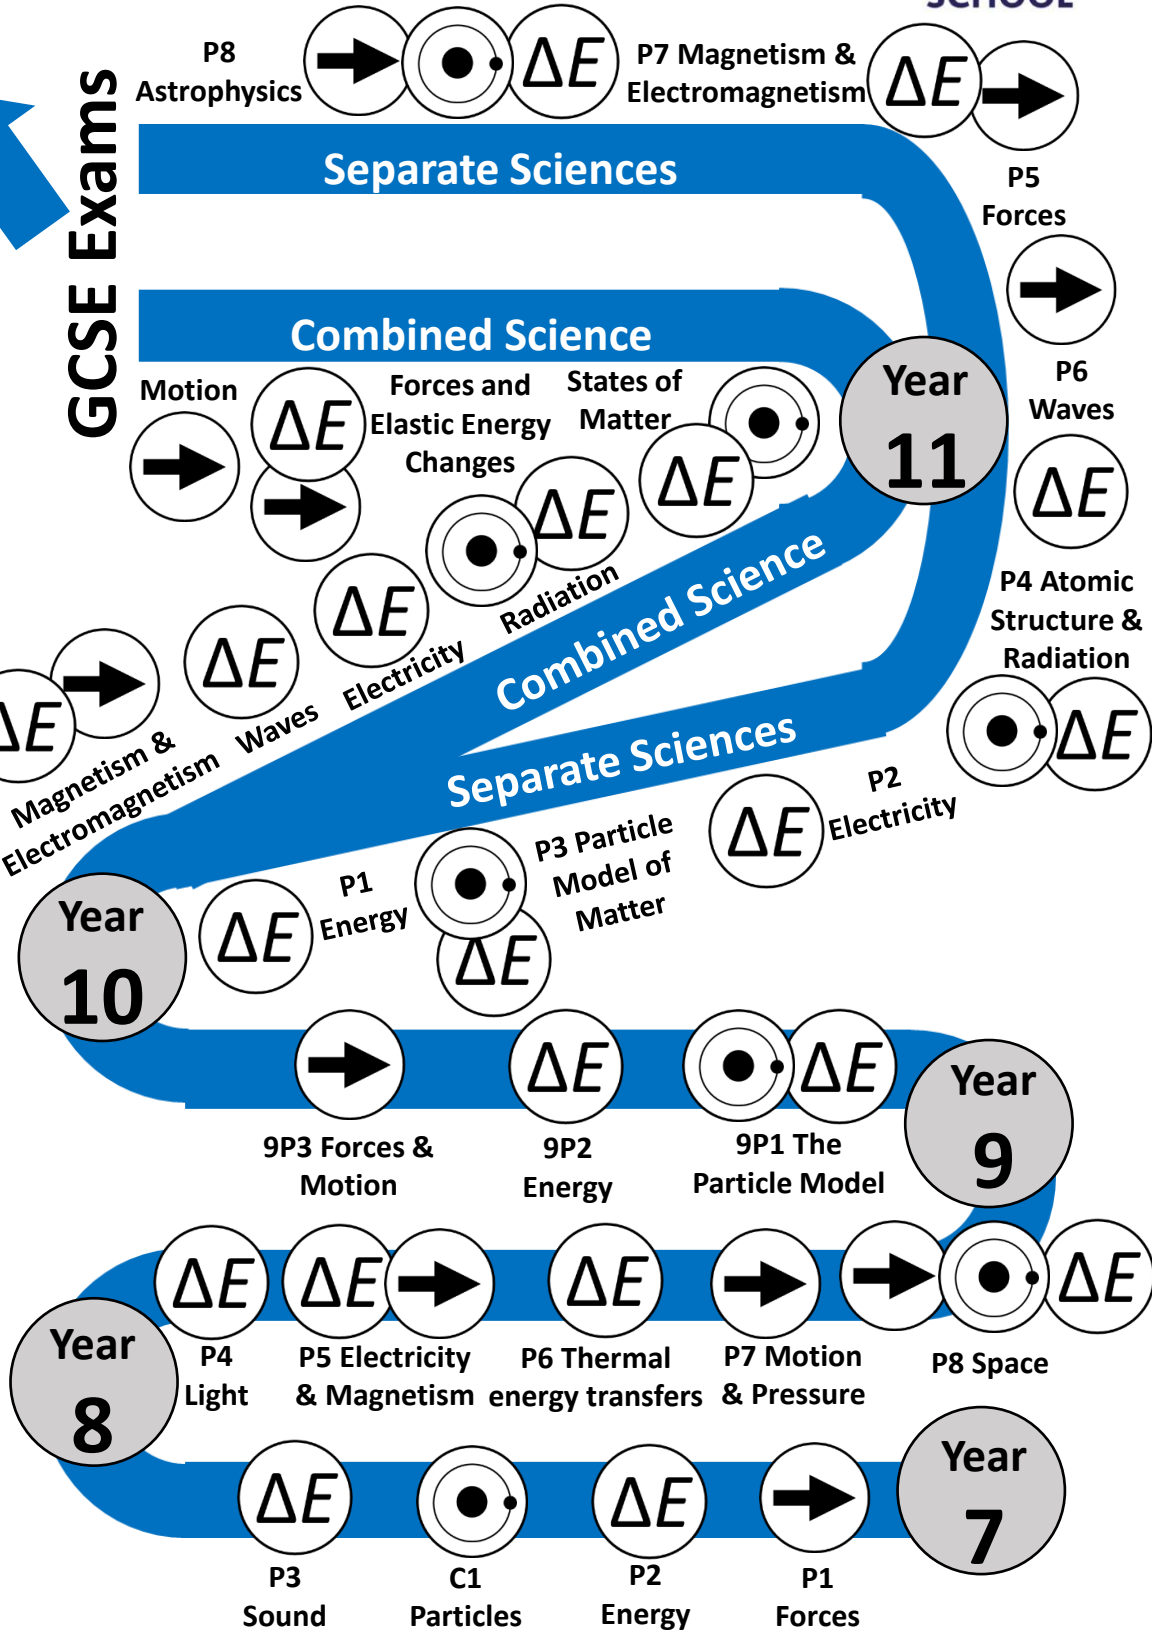 SCHOOL
P8
Astrophysics
ΔE
P7 Magnetism &
Electromagnetism
ΔE
P5
Forces
GCSE Exams
Separate Sciences
Combined Science
Year
11
P6
Waves
ΔE
Motion
ΔE
Forces and
Elastic Energy
Changes
States of
Matter
ΔE
ΔE
Radiation
ΔE
Electricity
ΔE
Waves
ΔE
Magnetism &
Electromagnetism
Combined Science
P4 Atomic
Structure &
Radiation
ΔE
Separate Sciences
P2
Electricity
ΔE
P3 Particle
Model of
Matter
ΔE
P1
Energy
ΔE
Year
10
ΔE
ΔE
9P3 Forces &
Motion
9P2
Energy
9P1 The
Particle Model
Year
9
ΔE
ΔE
ΔE
ΔE
Year
8
P4
Light
P5 Electricity
& Magnetism
P6 Thermal
energy transfers
P7 Motion
& Pressure
P8 Space
ΔE
ΔE
Year
7
P3
Sound
C1
Particles
P2
Energy
P1
Forces